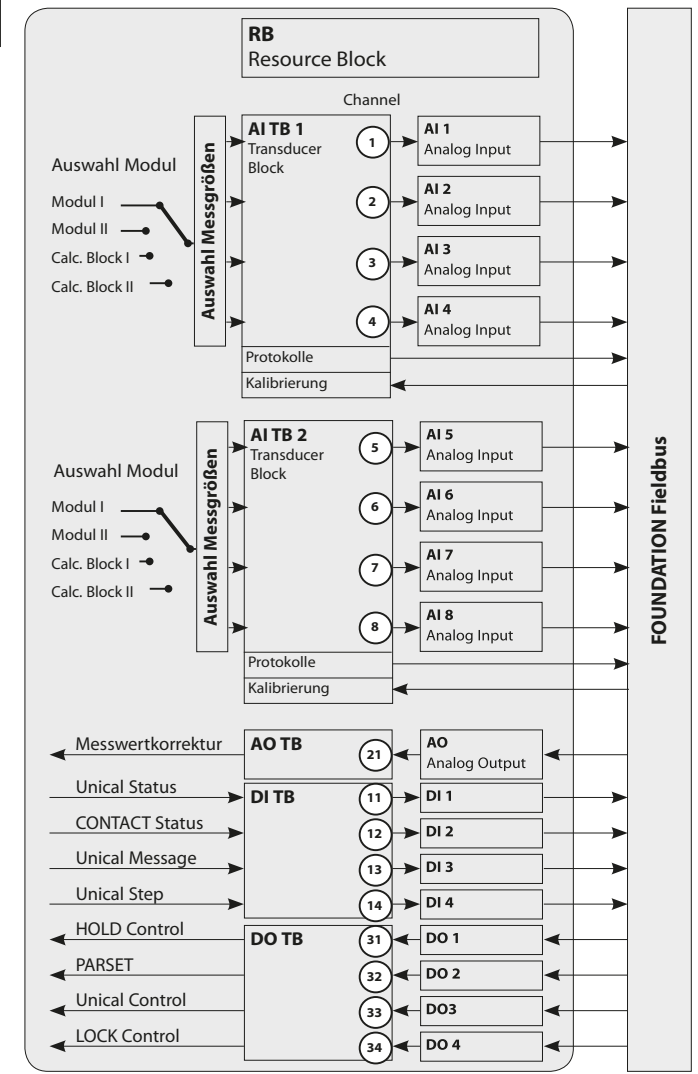 RB
Resource Block
Channel
AI TB 1
Transducer
Block
1
AI 1
Analog Input
2
AI 2
Analog Input
3
AI 3
Analog Input
4
AI 4
Analog Input
Auswahl Modul
Modul I
Modul II
Calc. Block I
Calc. Block II
Auswahl Messgrößen
Protokolle
Kalibrierung
AI TB 2
Transducer
Block
5
AI 5
Analog Input
6
AI 6
Analog Input
7
AI 7
Analog Input
8
AI 8
Analog Input
Auswahl Modul
Modul I
Modul II
Calc. Block I
Calc. Block II
Auswahl Messgrößen
Protokolle
Kalibrierung
Messwertkorrektur
AO TB
21
AO
Analog Output
Unical Status
DI TB
11
DI 1
CONTACT Status
12
DI 2
Unical Message
13
DI 3
Unical Step
14
DI 4
HOLD Control
DO TB
31
DO 1
PARSET
32
DO 2
Unical Control
33
DO3
LOCK Control
34
DO 4
FOUNDATION Fieldbus